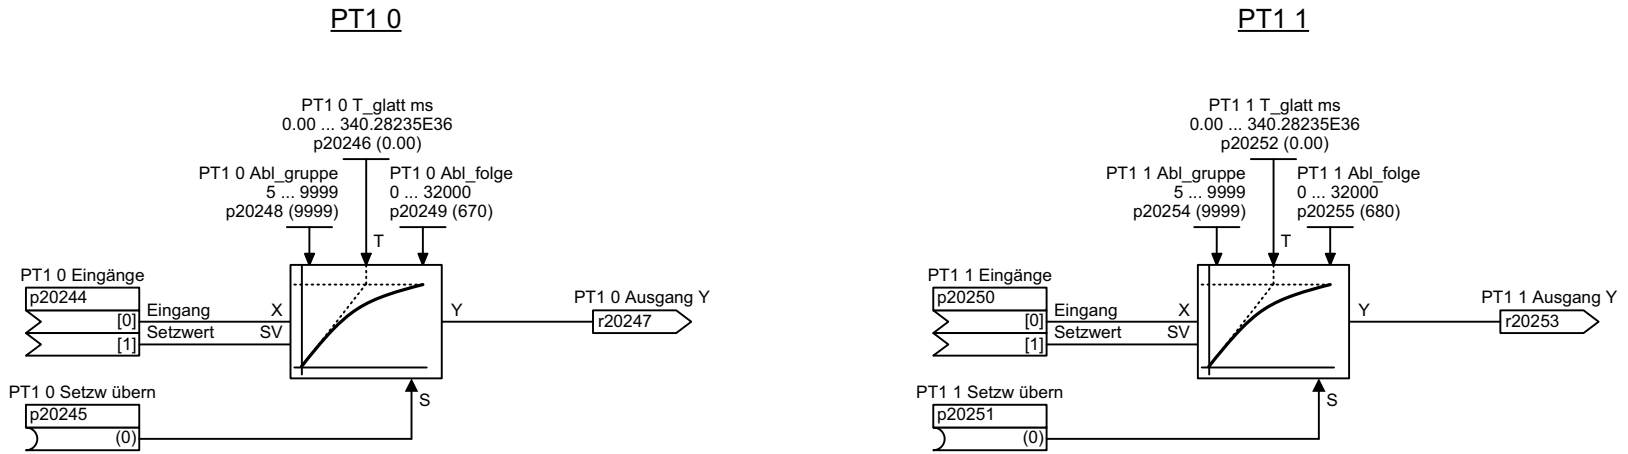 PT1 0
PT1 0 T_glatt ms
0.00 ... 340.28235E36
p20246 (0.00)
PT1 0 Abl_gruppe
5 ... 9999
p20248 (9999)
PT1 0 Abl_folge
0 ... 32000
p20249 (670)
T
PT1 0 Eingänge
p20244
[0]
[1]
Eingang
X
Setzwert
SV
Y
PT1 0 Ausgang Y
r20247
PT1 0 Setzw übern
p20245
(0)
S
PT1 1
PT1 1 T_glatt ms
0.00 ... 340.28235E36
p20252 (0.00)
PT1 1 Abl_gruppe
5 ... 9999
p20254 (9999)
PT1 1 Abl_folge
0 ... 32000
p20255 (680)
T
PT1 1 Eingänge
p20250
[0]
[1]
Eingang
X
Setzwert
SV
Y
PT1 1 Ausgang Y
r20253
PT1 1 Setzw übern
p20251
(0)
S